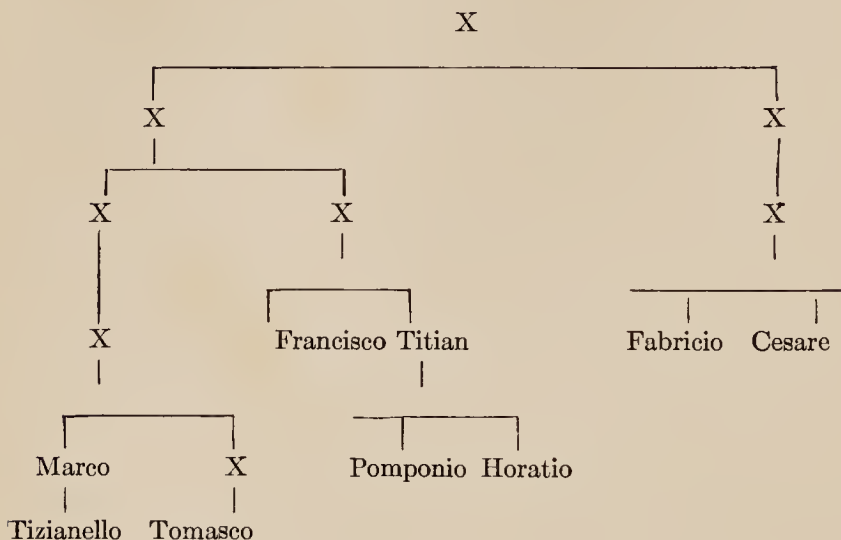 X
X X
X X X
X Francisco Titian Fabricio Cesare
Marco X Pomponio Horatio
Tizianello Tomasco